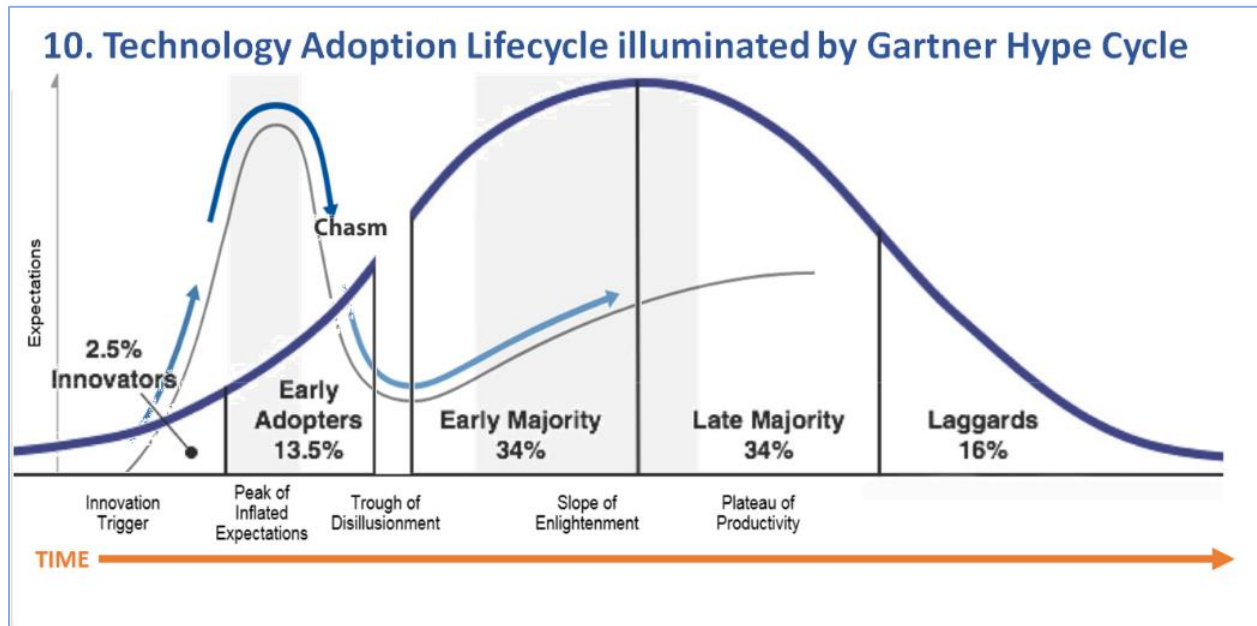 10. Technology Adoption Lifecycle illuminated by Gartner Hype Cycle
Expectations
Chasm
2.5%
Innovators
Early
Adopters
13.5%
Early Majority
34%
Late Majority
34%
Laggards
16%
Innovation
Trigger
Peak of
Inflated
Expectations
Trough of
Disillusionment
Slope of
Enlightenment
Plateau of
Productivity
TIME